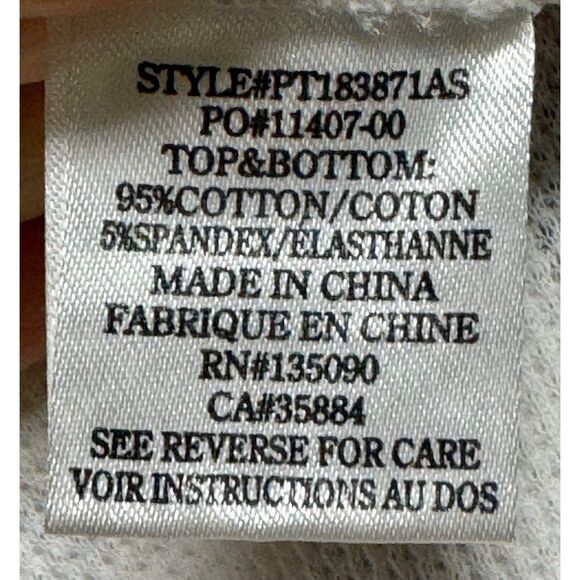 STYLE#PT183871AS
PO#11407-00
TOP&BOTTOM:
95%COTTON/COTON
5%SPANDEX/ELASTHANNE
MADE IN CHINA
FABRIQUE EN CHINE
RN#135090
CA#35884
SEE REVERSE FOR CARE
VOIR INSTRUCTIONS AU DOS